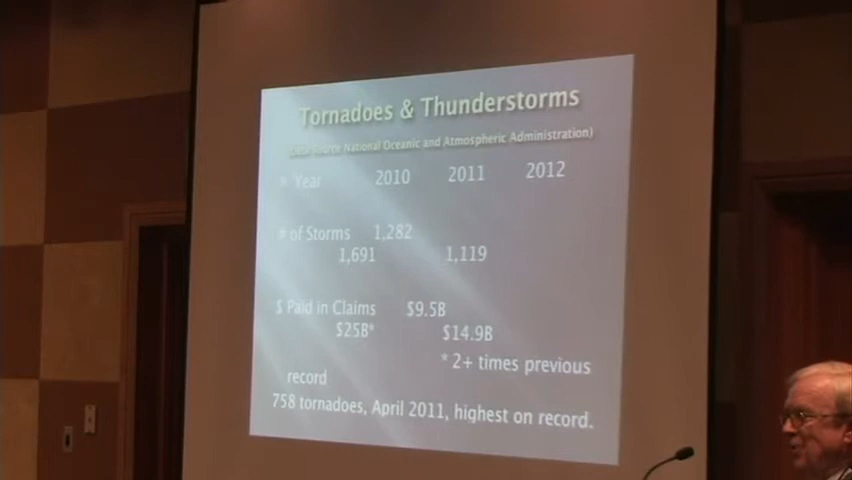 Tornadoes & Thunderstorms
(Data Source National Oceanic and Atmospheric Administration)
Year 2010 2011 2012
# of Storms 1,282
1,691 1,119
$ Paid in Claims $9.5B
$25B* $14.9B
* 2+ times previous
record
758 tornadoes, April 2011, highest on record.